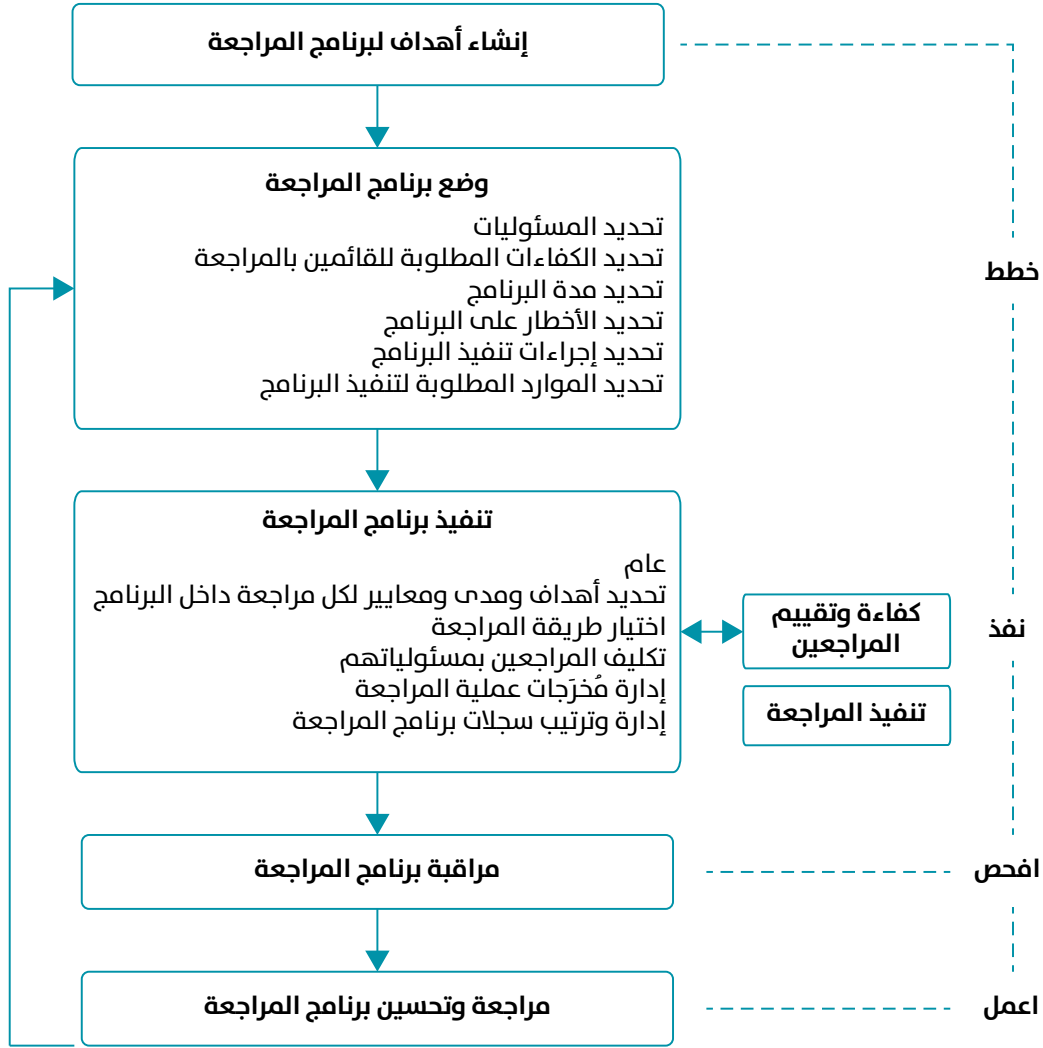 إنشاء أهداف لبرنامج المراجعة
وضع برنامج المراجعة
تحديد المسئوليات
تحديد الكفاءات المطلوبة للقائمين بالمراجعة
تحديد مدة البرنامج
تحديد الأخطار على البرنامج
تحديد إجراءات تنفيذ البرنامج
تحديد الموارد المطلوبة لتنفيذ البرنامج
خطط
تنفيذ برنامج المراجعة
عام
تحديد أهداف ومدى ومعايير لكل مراجعة داخل البرنامج
اختيار طريقة المراجعة
تكليف المراجعين بمسئولياتهم
إدارة مُخرَجات عملية المراجعة
إدارة وترتيب سجلات برنامج المراجعة
كفاءة وتقييم
المراجعين
تنفيذ المراجعة
نفذ
مراقبة برنامج المراجعة
افحص
مراجعة وتحسين برنامج المراجعة
اعمل